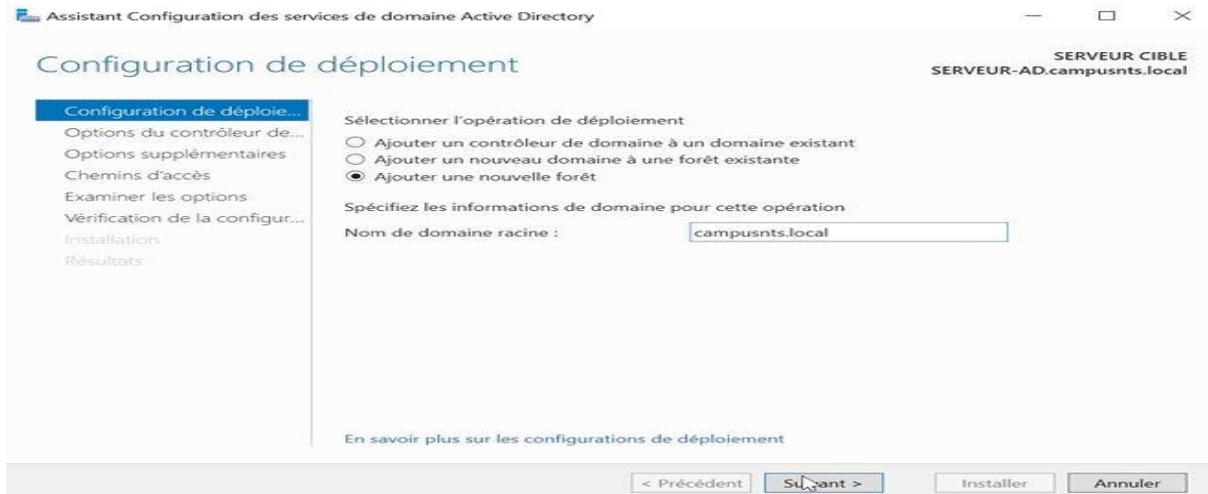 Assistant Configuration des services de domaine Active Directory
Configuration de déploiement
SERVEUR CIBLE
SERVEUR-AD.campusnts.local
Configuration de déploie...
Options du contrôleur de...
Options supplémentaires
Chemins d'accès
Examiner les options
Vérification de la configur...
Installation
Résultats
Sélectionner l'opération de déploiement
Ajouter un contrôleur de domaine à un domaine existant
Ajouter un nouveau domaine à une forêt existante
Ajouter une nouvelle forêt
Spécifiez les informations de domaine pour cette opération
Nom de domaine racine : campusnts.local
En savoir plus sur les configurations de déploiement
< Précédent Suivant > Installer Annuler